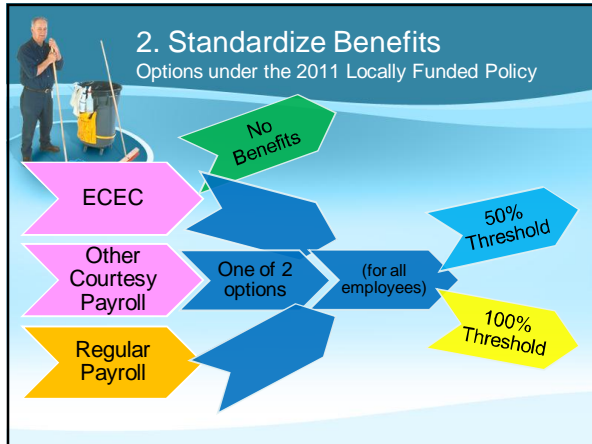 2. Standardize Benefits
Options under the 2011 Locally Funded Policy
No
Benefits
ECEC
Other
Courtesy
Payroll
One of 2
options
(for all
employees)
50%
Threshold
100%
Threshold
Regular
Payroll